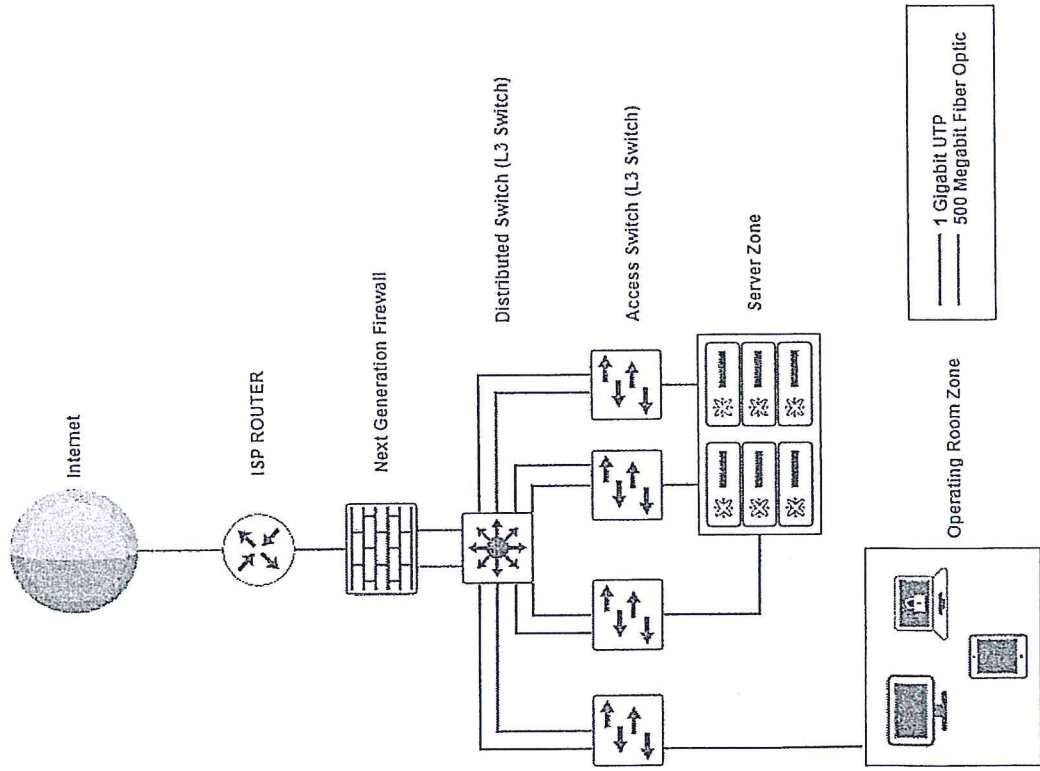 Internet
ISP ROUTER
Next Generation Firewall
Distributed Switch (L3 Switch)
Access Switch (L3 Switch)
Server Zone
Operating Room Zone
1 Gigabit UTP
500 Megabit Fiber Optic